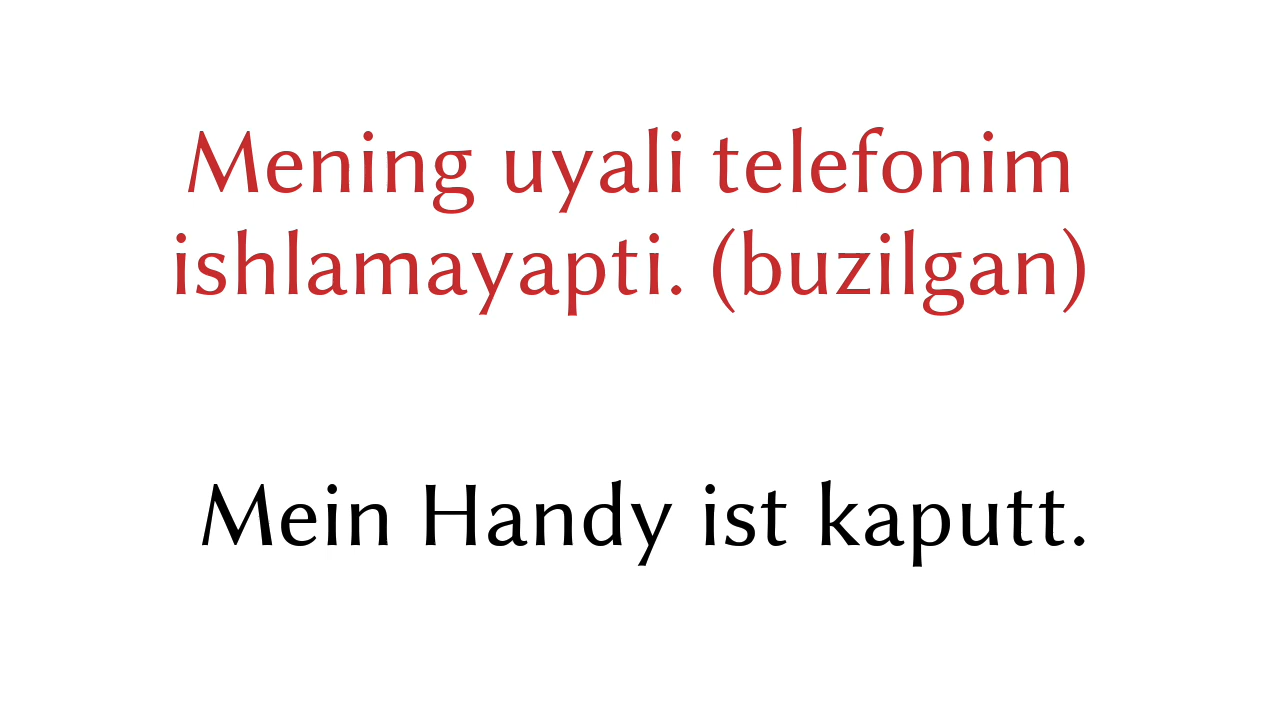 Mening uyali telefonim
ishlamayapti. (buzilgan)
Mein Handy ist kaputt.